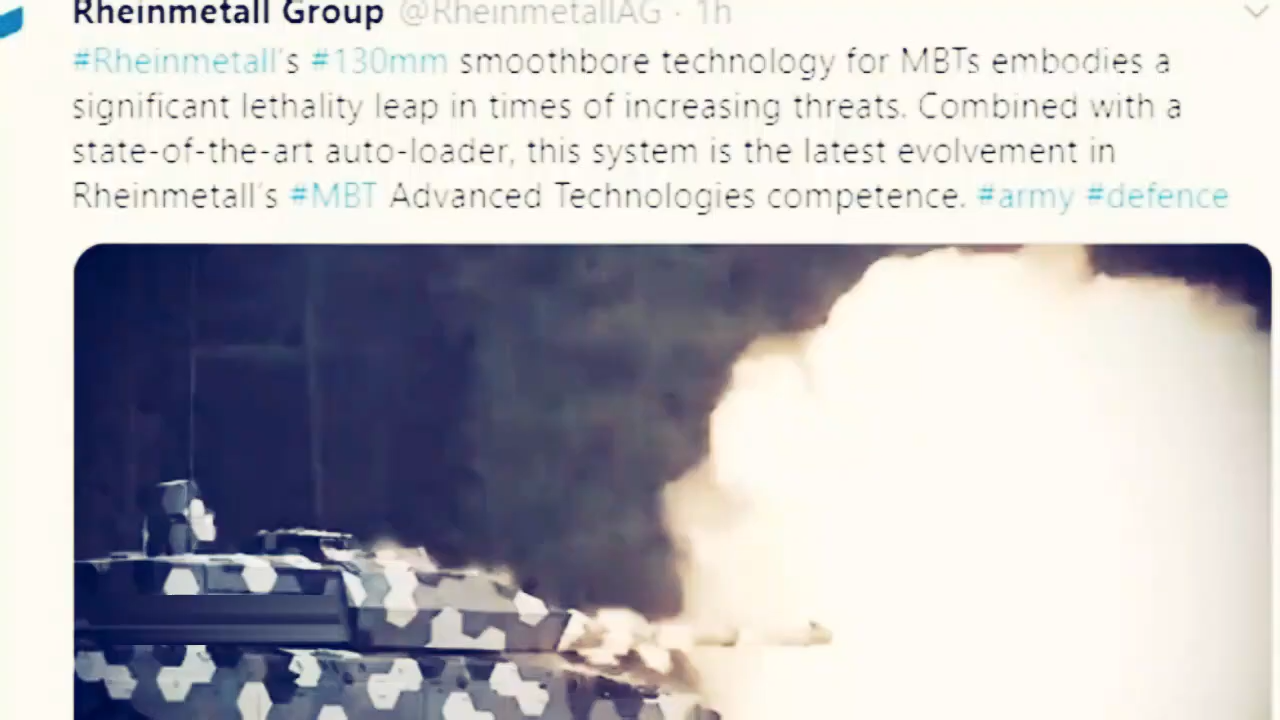 Rheinmetall Group @RheinmetallAG · 1h
#Rheinmetall's #130mm smoothbore technology for MBTs embodies a
significant lethality leap in times of increasing threats. Combined with a
state-of-the-art auto-loader, this system is the latest evolvement in
Rheinmetall's #MBT Advanced Technologies competence. #army #defence